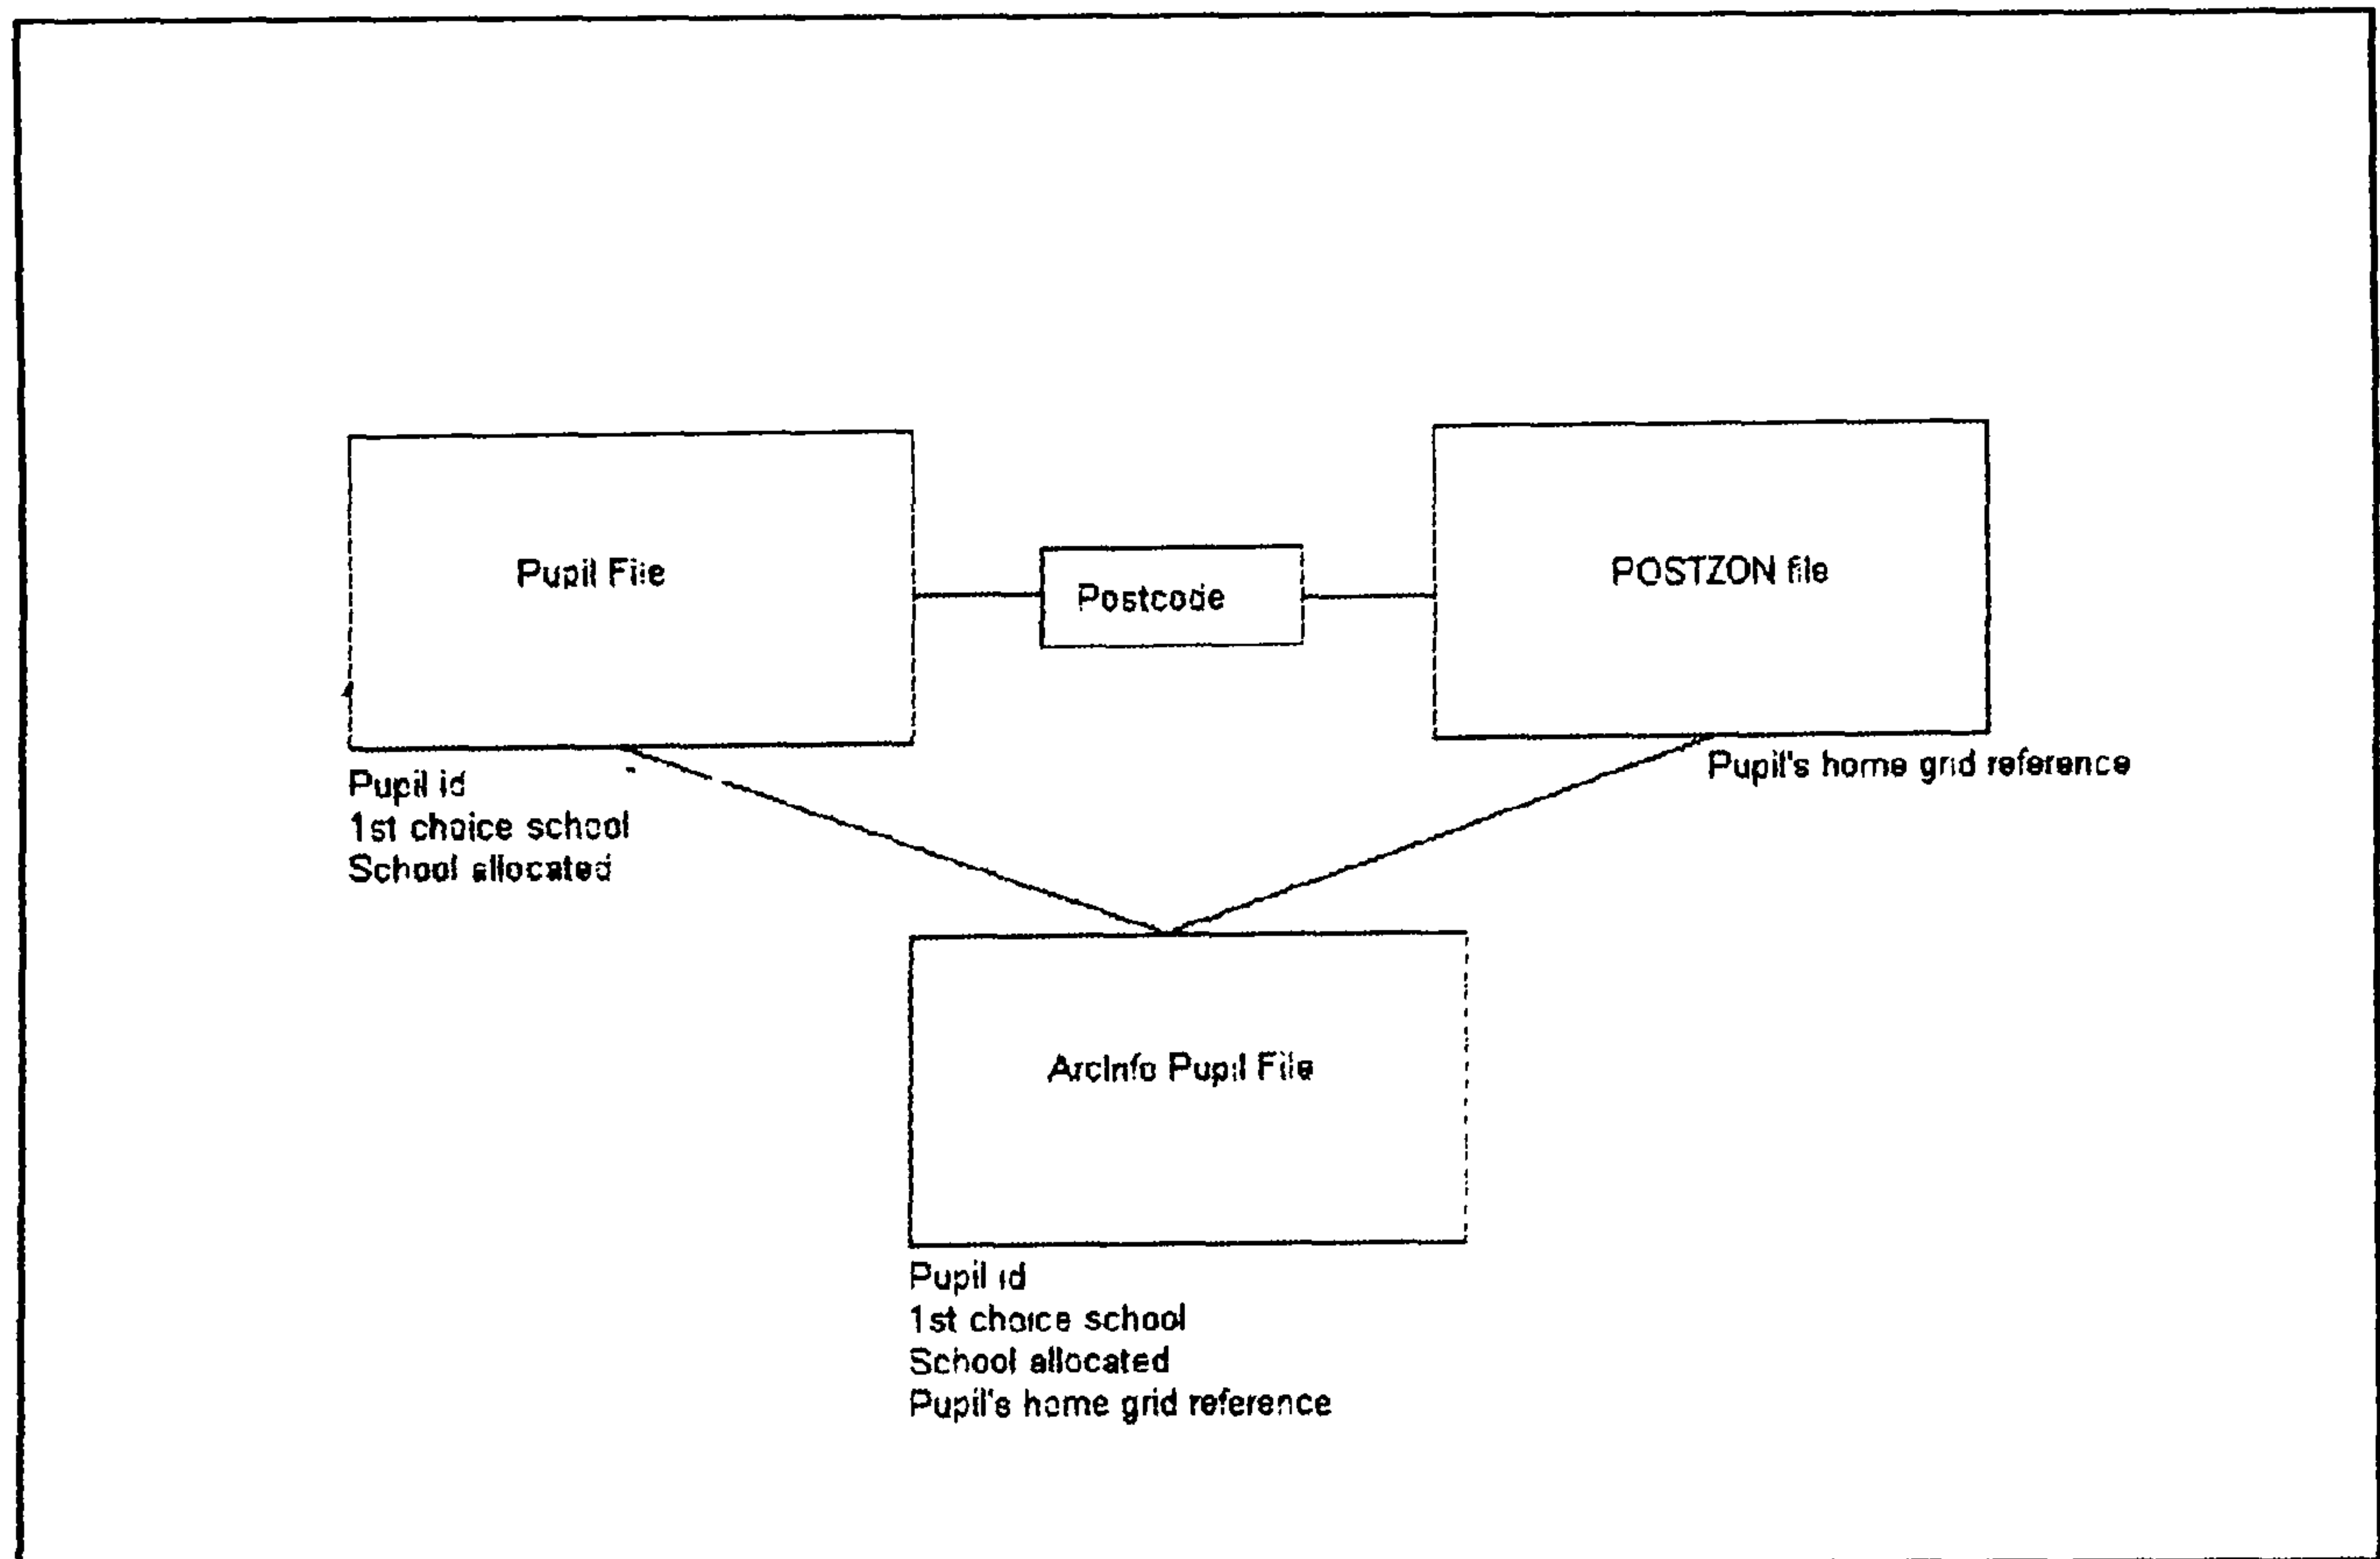 Pupil File
Postcode
POSTZON file
Pupil id
1st choice school
School allocated
Pupil's home grid reference
ArcInfo Pupil File
Pupil id
1st choice school
School allocated
Pupil's home grid reference